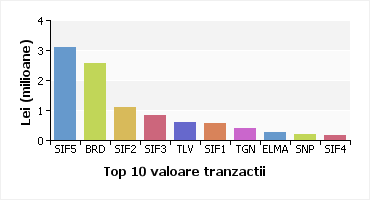 Lei (milioane)
4
3
2
1
0
SIF5 BRD SIF2 SIF3 TLV SIF1 TGN ELMA SNP SIF4
Top 10 valoare tranzactii